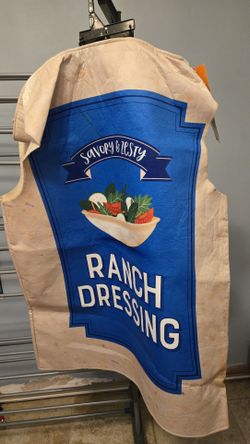 SAVORY & ZESTY
RANCH
DRESSING